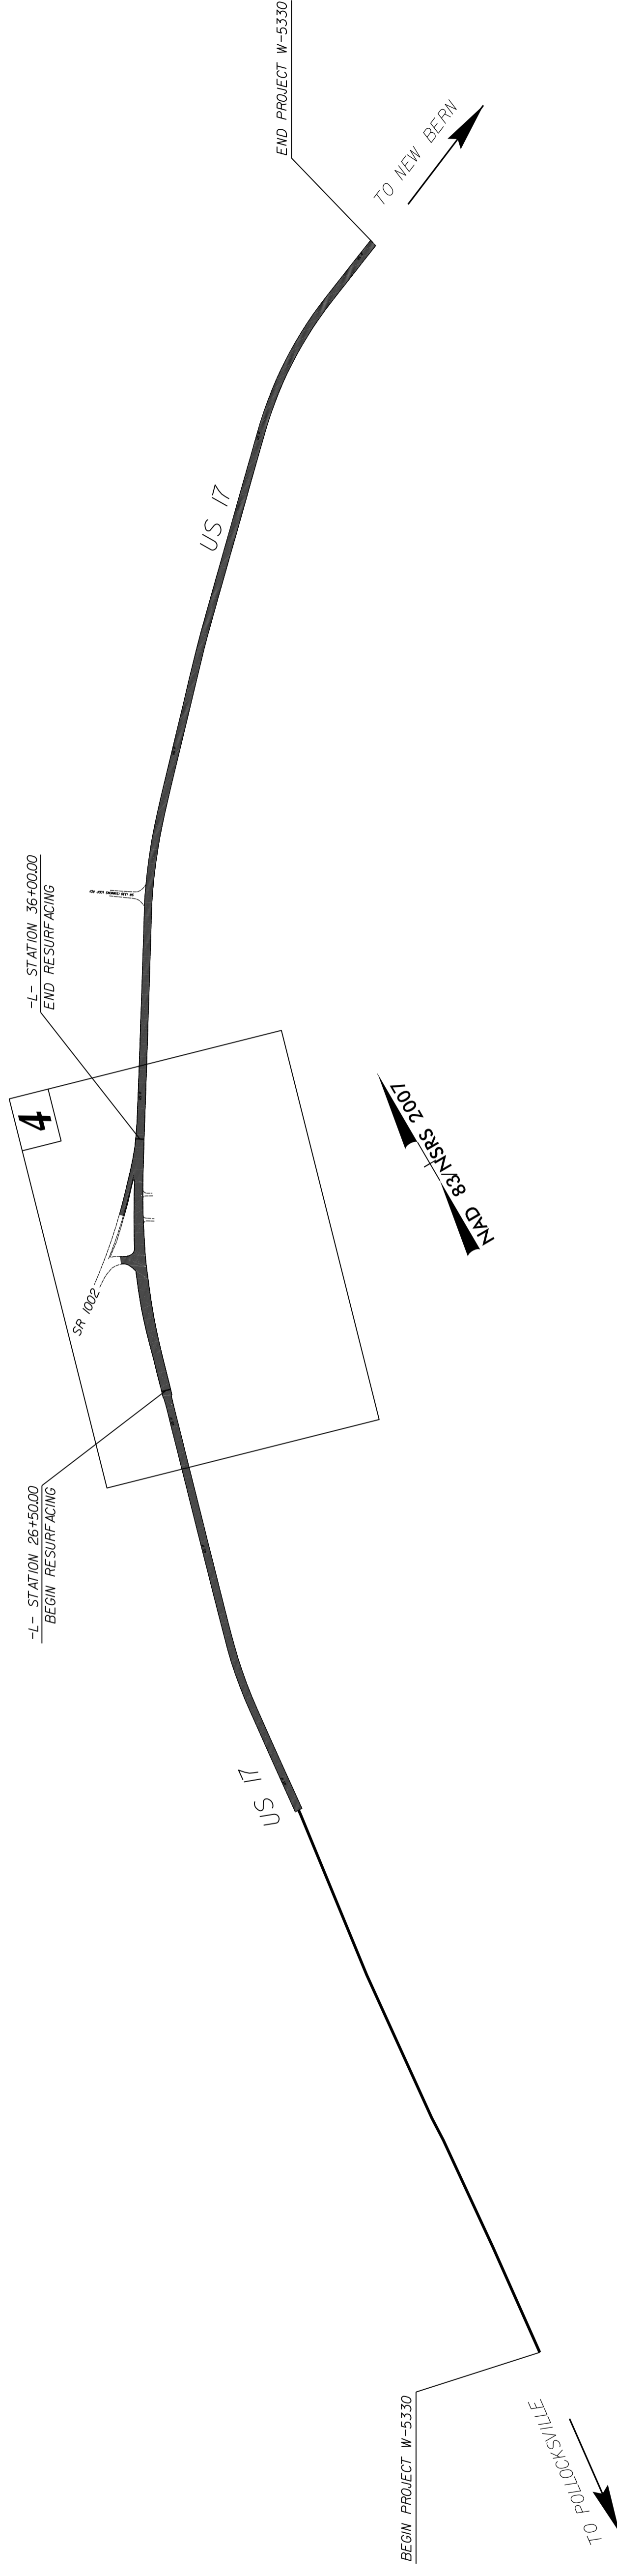 END PROJECT W-5330
TO NEW BERN
US 17
-L- STATION 36+00.00
END RESURFACING
4
NAD 83/NSRS 2007
SR 1002
-L- STATION 26+50.00
BEGIN RESURFACING
US 17
BEGIN PROJECT W-5330
TO POLLOCKSVILLE